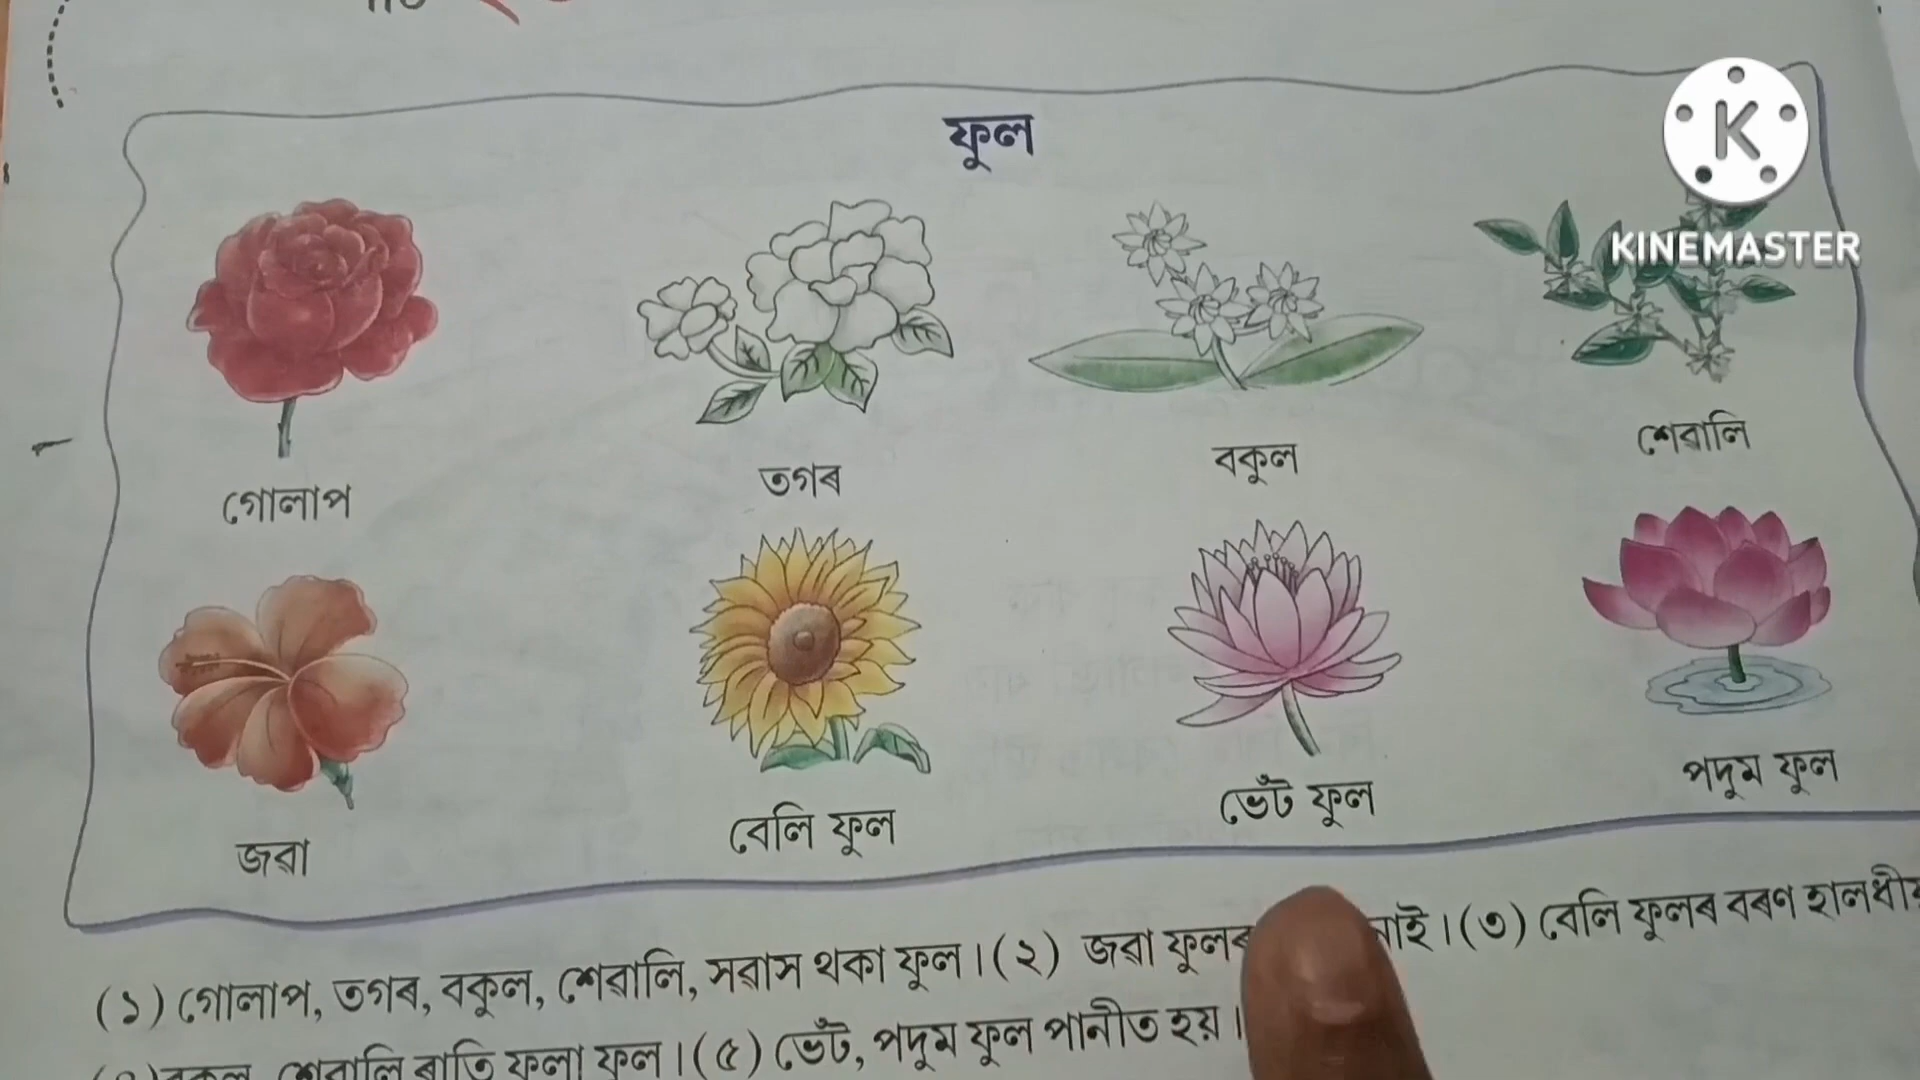 ফুল
K
KINEMASTER
গোলাপ
তগৰ
বকুল
শেৱালি
জৱা
বেলি ফুল
ভেঁট ফুল
পদুম ফুল
(১) গোলাপ, তগৰ, বকুল, শেৱালি, সুৱাস থকা ফুল। (২) জৱা ফুলৰ নাই। (৩) বেলি ফুলৰ বৰণ হালধীয়
বকুল, শেৱালি ৰাতি ফুলা ফুল। (৫) ভেঁট, পদুম ফুল পানীত হয়।